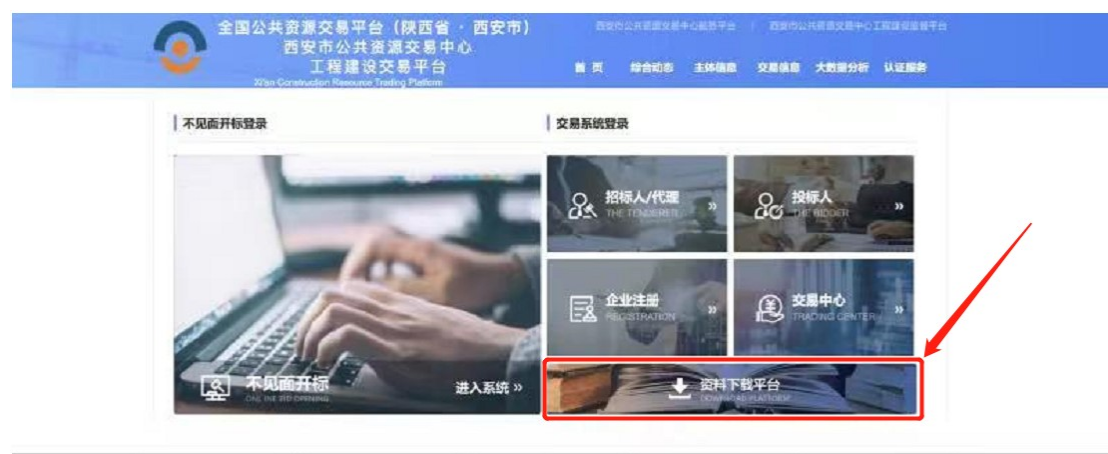 全国公共资源交易平台（陕西省 · 西安市）
西安市公共资源交易中心
工程建设交易平台
Xi'an Construction Resource Trading Platform
西安市公共资源交易中心服务平台 | 西安市公共资源交易中心工程建设监督平台
首 页 综合动态 主体信息 交易信息 大数据分析 认证服务
不见面开标登录
交易系统登录
招标人/代理 »
THE TENDERER
投标人 »
THE BIDDER
企业注册 »
REGISTRATION
交易中心 »
TRADING CENTER
不见面开标
ONLINE BID OPENING
进入系统 »
资料下载平台
DOWNLOAD PLATFORM